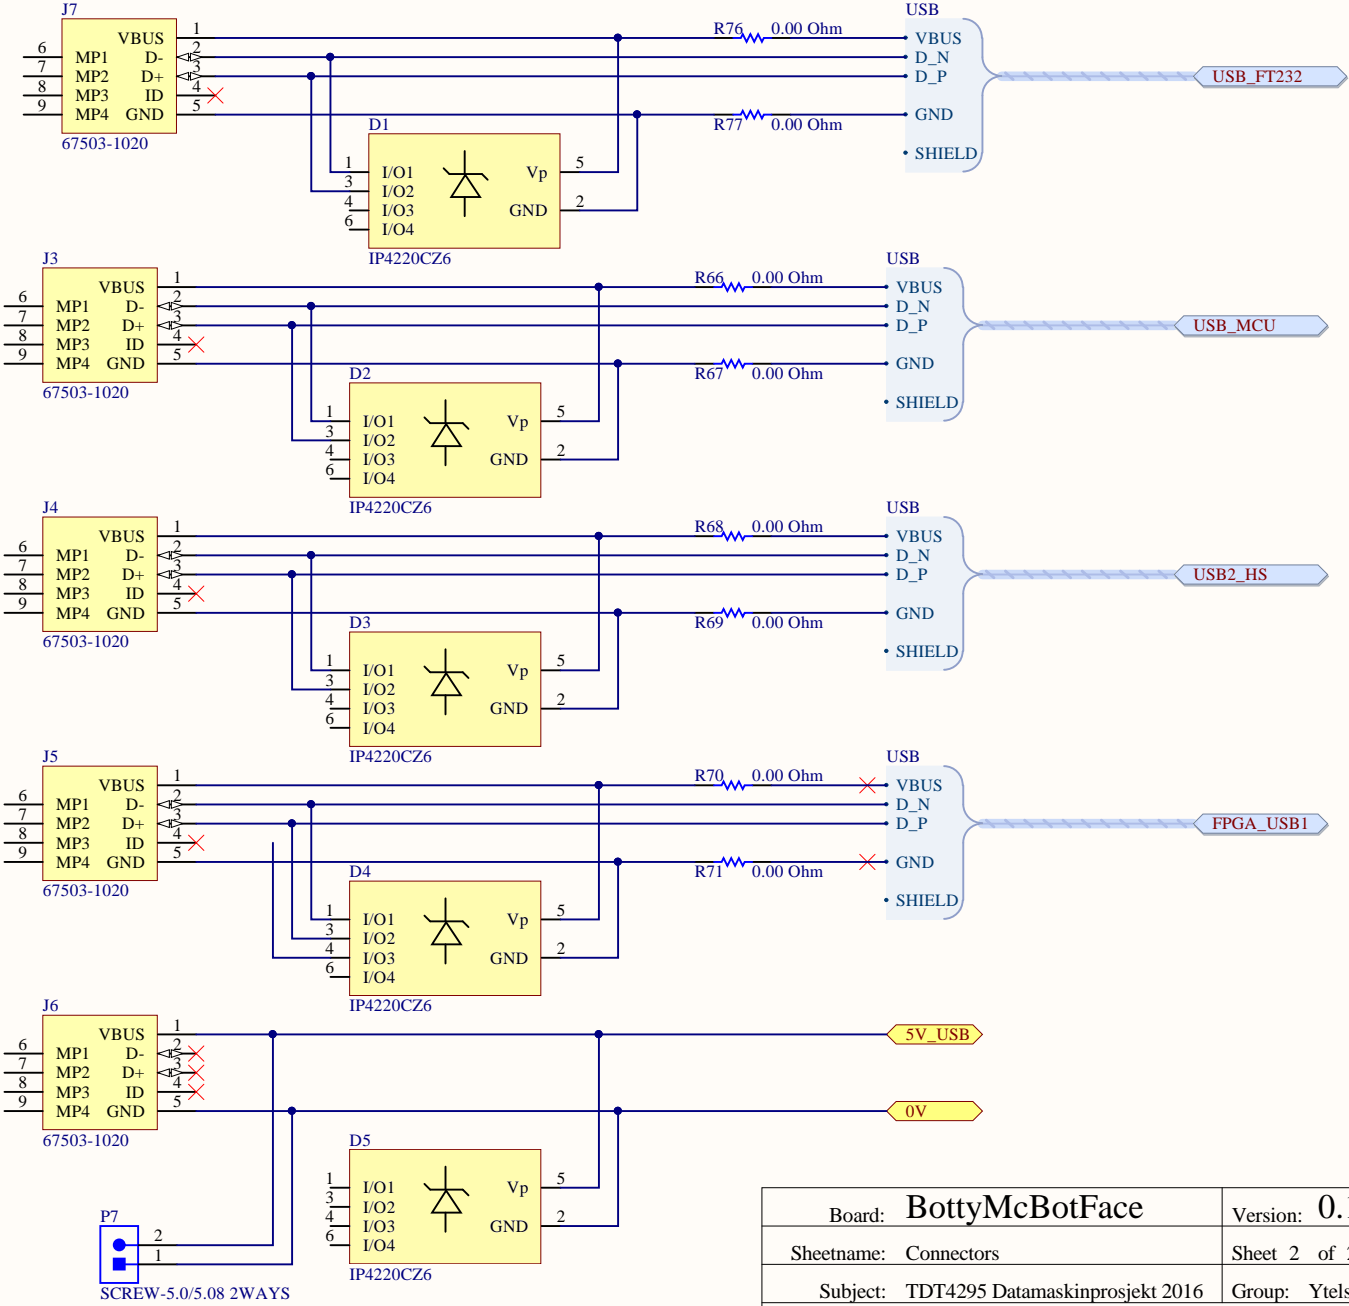 J7
USB
1 R76 0.00 Ohm
VBUS VBUS
6 MP1 D- 2 D_N
7 MP2 D+ 3 D_P USB_FT232
8 MP3 ID 4
9 MP4 GND 5 GND
67503-1020 R77 0.00 Ohm
D1
SHIELD
1 I/O1 Vp 5
3 I/O2
4 I/O3 GND 2
6 I/O4
IP4220CZ6
J3
USB
1 R66 0.00 Ohm
VBUS VBUS
6 MP1 D- 2 D_N
7 MP2 D+ 3 D_P USB_MCU
8 MP3 ID 4
9 MP4 GND 5 GND
67503-1020 R67 0.00 Ohm
D2
SHIELD
1 I/O1 Vp 5
3 I/O2
4 I/O3 GND 2
6 I/O4
IP4220CZ6
J4
USB
1 R68 0.00 Ohm
VBUS VBUS
6 MP1 D- 2 D_N
7 MP2 D+ 3 D_P USB2_HS
8 MP3 ID 4
9 MP4 GND 5 GND
67503-1020 R69 0.00 Ohm
D3
SHIELD
1 I/O1 Vp 5
3 I/O2
4 I/O3 GND 2
6 I/O4
IP4220CZ6
J5
USB
1 R70 0.00 Ohm
VBUS VBUS
6 MP1 D- 2 D_N
7 MP2 D+ 3 D_P FPGA_USB1
8 MP3 ID 4
9 MP4 GND 5 GND
67503-1020 R71 0.00 Ohm
D4
SHIELD
1 I/O1 Vp 5
3 I/O2
4 I/O3 GND 2
6 I/O4
IP4220CZ6
J6
VBUS 1 5V_USB
6 MP1 D- 2
7 MP2 D+ 3
8 MP3 ID 4
9 MP4 GND 5 0V
67503-1020
D5
1 I/O1 Vp 5
3 I/O2
4 I/O3 GND 2
6 I/O4
IP4220CZ6
P7
2
1
SCREW-5.0/5.08 2WAYS
Board: BottyMcBotFace Version: 0.
Sheetname: Connectors Sheet 2 of
Subject: TDT4295 Datamaskinprosjekt 2016 Group: Ytels